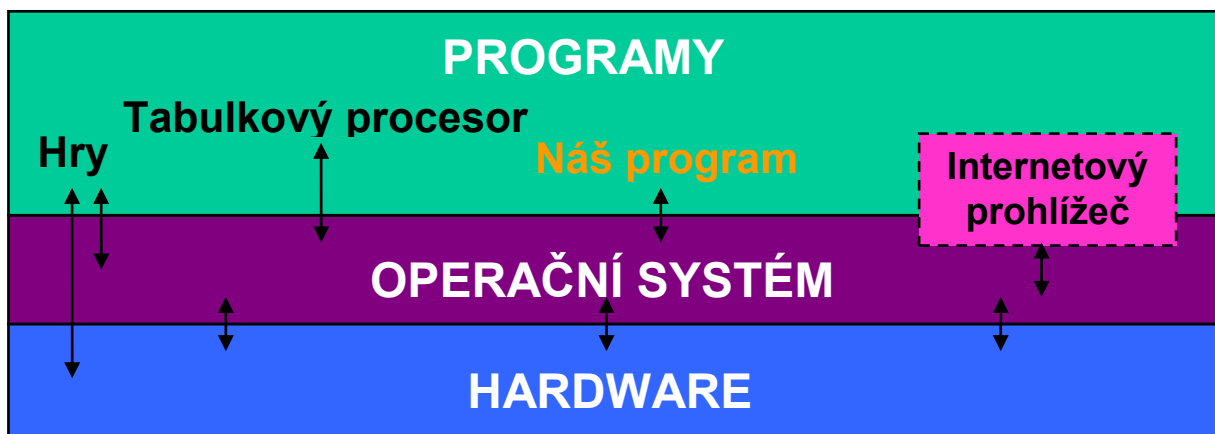 PROGRAMY
Tabulkový procesor
Hry
Náš program
Internetový
prohlížeč
OPERAČNÍ SYSTÉM
HARDWARE